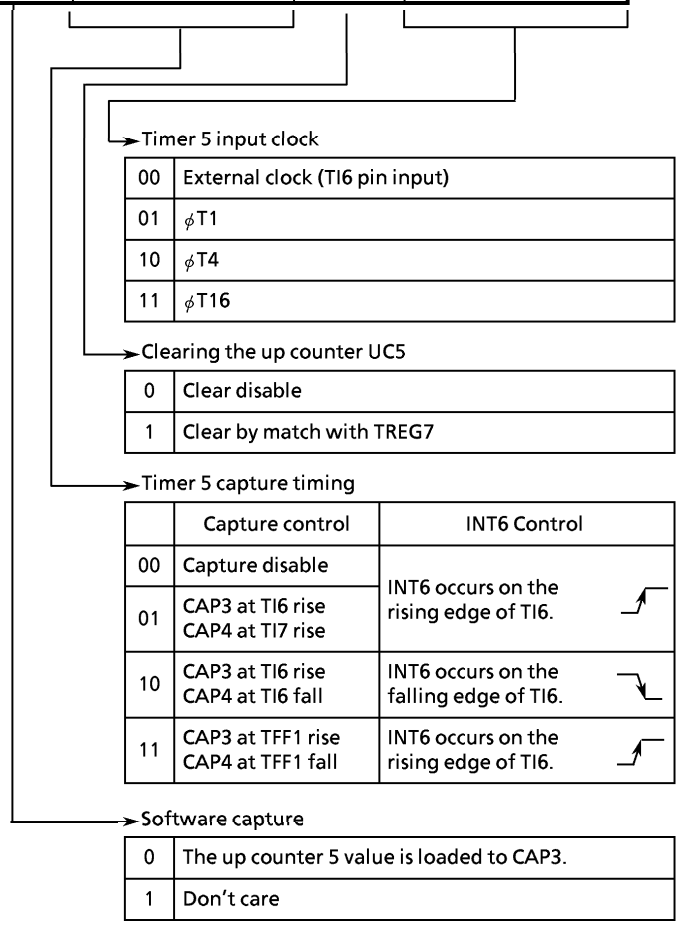 Timer 5 input clock
00 External clock (TI6 pin input)
01 ϕT1
10 ϕT4
11 ϕT16
Clearing the up counter UC5
0 Clear disable
1 Clear by match with TREG7
Timer 5 capture timing
Capture control INT6 Control
00 Capture disable
INT6 occurs on the
rising edge of TI6.
01 CAP3 at TI6 rise
CAP4 at TI7 rise
10 CAP3 at TI6 rise
CAP4 at TI6 fall
INT6 occurs on the
falling edge of TI6.
11 CAP3 at TFF1 rise
CAP4 at TFF1 fall
INT6 occurs on the
rising edge of TI6.
Software capture
0 The up counter 5 value is loaded to CAP3.
1 Don't care